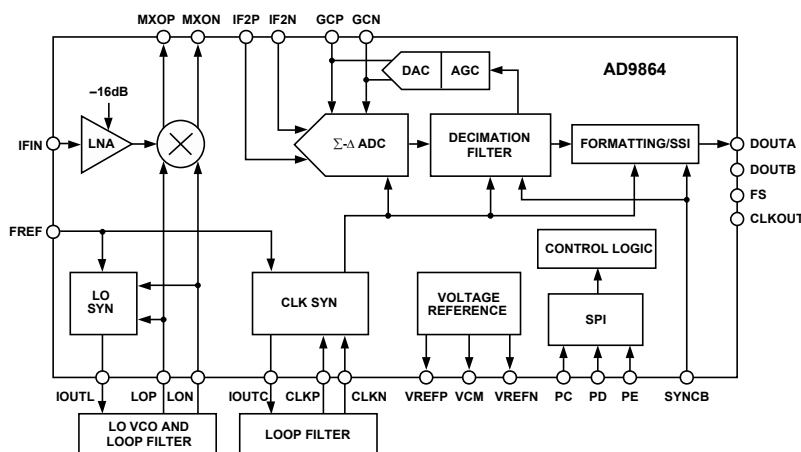 MXOP MXON IF2P IF2N GCP GCN
AD9864
DAC AGC
–16dB
IFIN
LNA
Σ-Δ ADC
DECIMATION
FILTER
FORMATTING/SSI
DOUTA
DOUTB
FS
CLKOUT
FREF
LO
SYN
CLK SYN
VOLTAGE
REFERENCE
CONTROL LOGIC
SPI
IOUTL LOP LON IOUTC CLKP CLKN VREFP VCM VREFN PC PD PE SYNCB
LO VCO AND
LOOP FILTER
LOOP FILTER